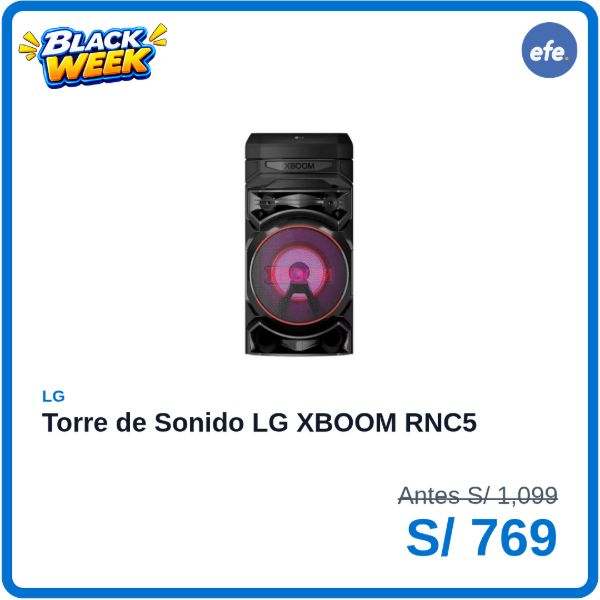 BLACK
WEEK
efe.
XBOOM
LG
Torre de Sonido LG XBOOM RNC5
Antes S/ 1,099
S/ 769